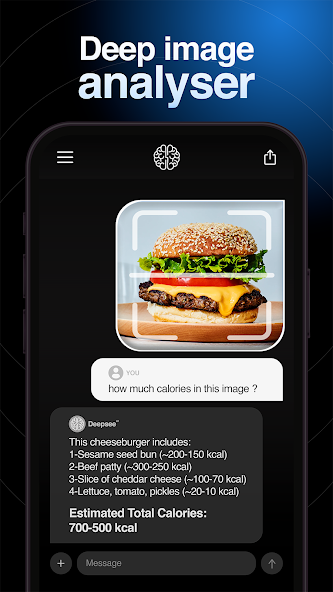 Deep image
analyser
YOU
how much calories in this image ?
Deepsee™
This cheeseburger includes:
1-Sesame seed bun (~200-150 kcal)
2-Beef patty (~300-250 kcal)
3-Slice of cheddar cheese (~100-70 kcal)
4-Lettuce, tomato, pickles (~20-10 kcal)
Estimated Total Calories:
700-500 kcal
Message